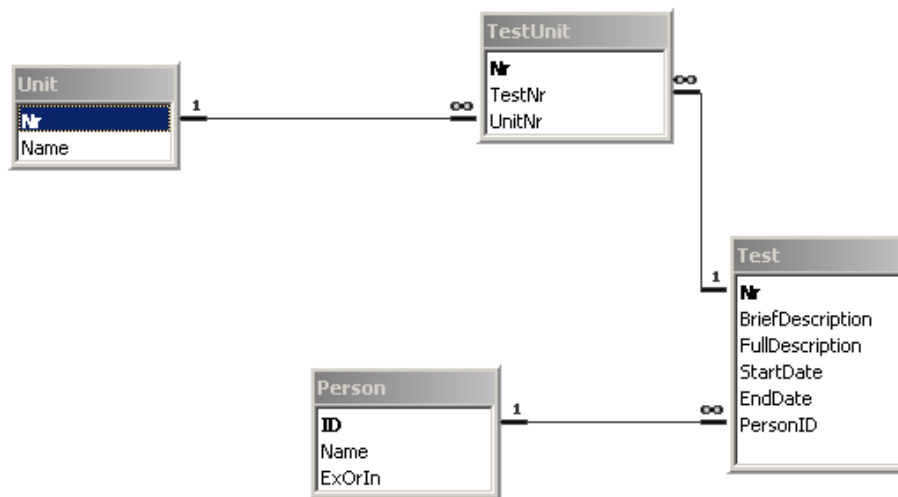 Unit
Nr
Name
1
∞
TestUnit
Nr
TestNr
UnitNr
∞
1
Test
Nr
BriefDescription
FullDescription
StartDate
EndDate
PersonID
Person
ID
Name
ExOrIn
1
∞